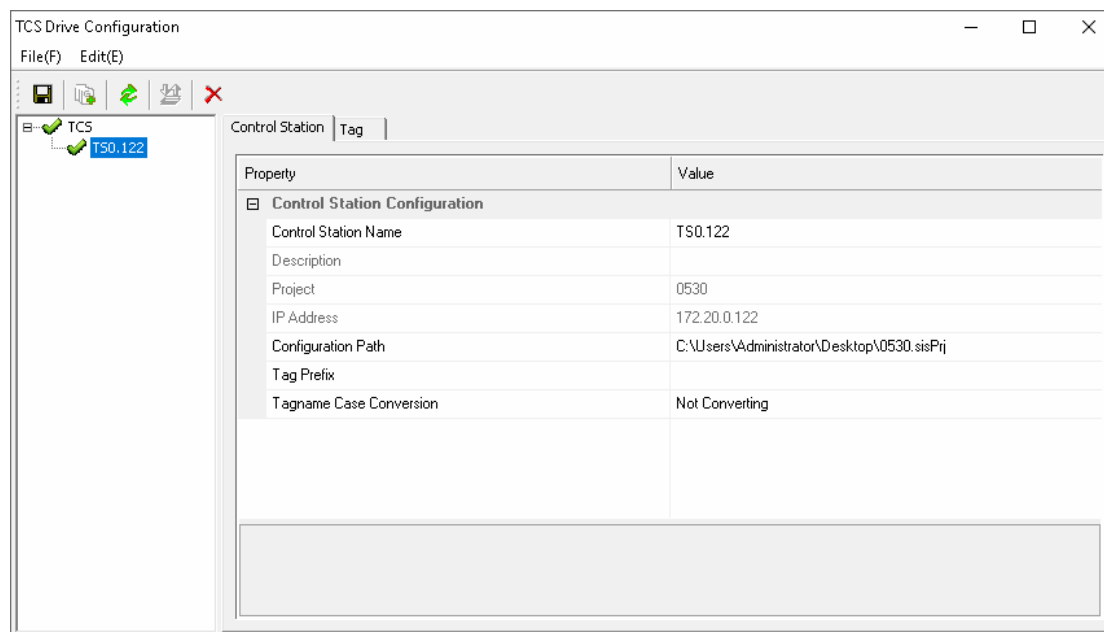 TCS Drive Configuration
File(F) Edit(E)
TCS
TS0.122
Control Station Tag
Property Value
Control Station Configuration
Control Station Name TS0.122
Description
Project 0530
IP Address 172.20.0.122
Configuration Path C:\Users\Administrator\Desktop\0530.sisPrj
Tag Prefix
Tagname Case Conversion Not Converting